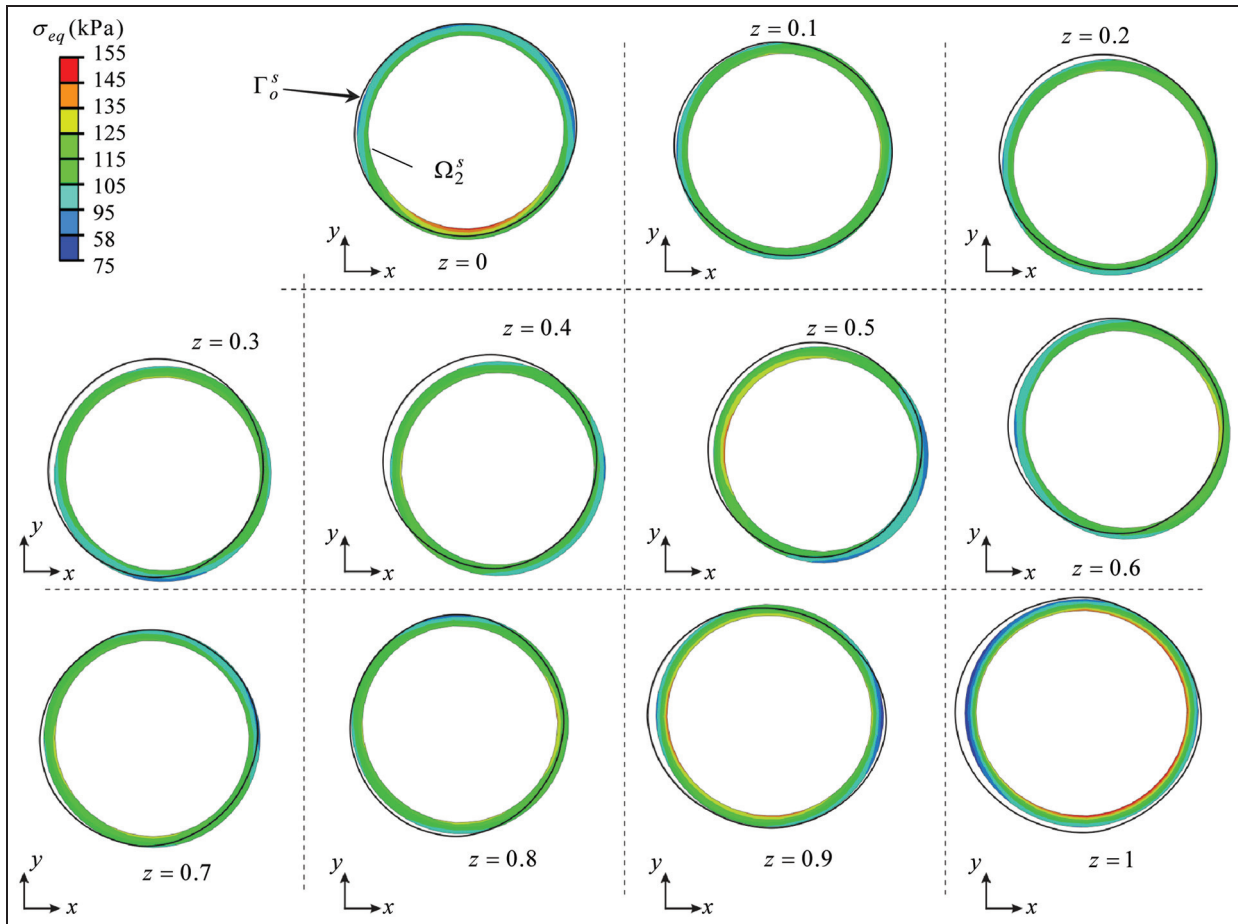 σ_eq (kPa)
155
145
135
125
115
105
95
58
75
Γ_o^s
Ω_2^s
y
x
z = 0
z = 0.1
y
x
z = 0.2
y
x
z = 0.3
y
x
z = 0.4
y
x
z = 0.5
y
x
y
x
z = 0.6
y
x
z = 0.7
y
x
z = 0.8
y
x
z = 0.9
y
x
z = 1